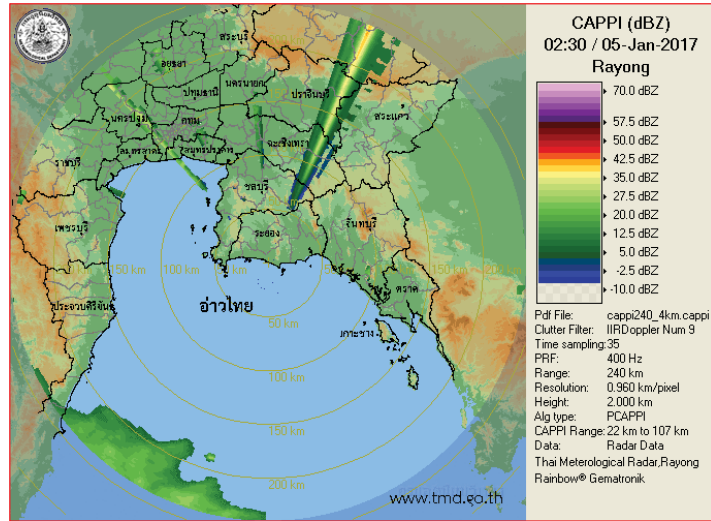 CAPPI (dBZ)
02:30 / 05-Jan-2017
Rayong
70.0 dBZ
57.5 dBZ
50.0 dBZ
42.5 dBZ
35.0 dBZ
27.5 dBZ
20.0 dBZ
12.5 dBZ
5.0 dBZ
-2.5 dBZ
-10.0 dBZ
Pdf File: cappi240_4km.cappi
Clutter Filter: IIRDoppler Num 9
Time sampling:35
PRF: 400 Hz
Range: 240 km
Resolution: 0.960 km/pixel
Height: 2.000 km
Alg type: PCAPPI
CAPPI Range:22 km to 107 km
Data: Radar Data
Thai Meterological Radar,Rayong
Rainbow® Gematronik
สระบุรี
อยุธยา
นครนายก
ปทุมธานี
ปราจีนบุรี
นครปฐม
กทม
สระแก้ว
ฉะเชิงเทรา
สมุทรสาคร
สมุทรปราการ
ราชบุรี
ชลบุรี
เพชรบุรี
ระยอง
จันทบุรี
150 km
100 km
200 km
ตราด
ประจวบคีรีขันธ์
อ่าวไทย
50 km
เกาะช้าง
100 km
150 km
200 km
www.tmd.go.th